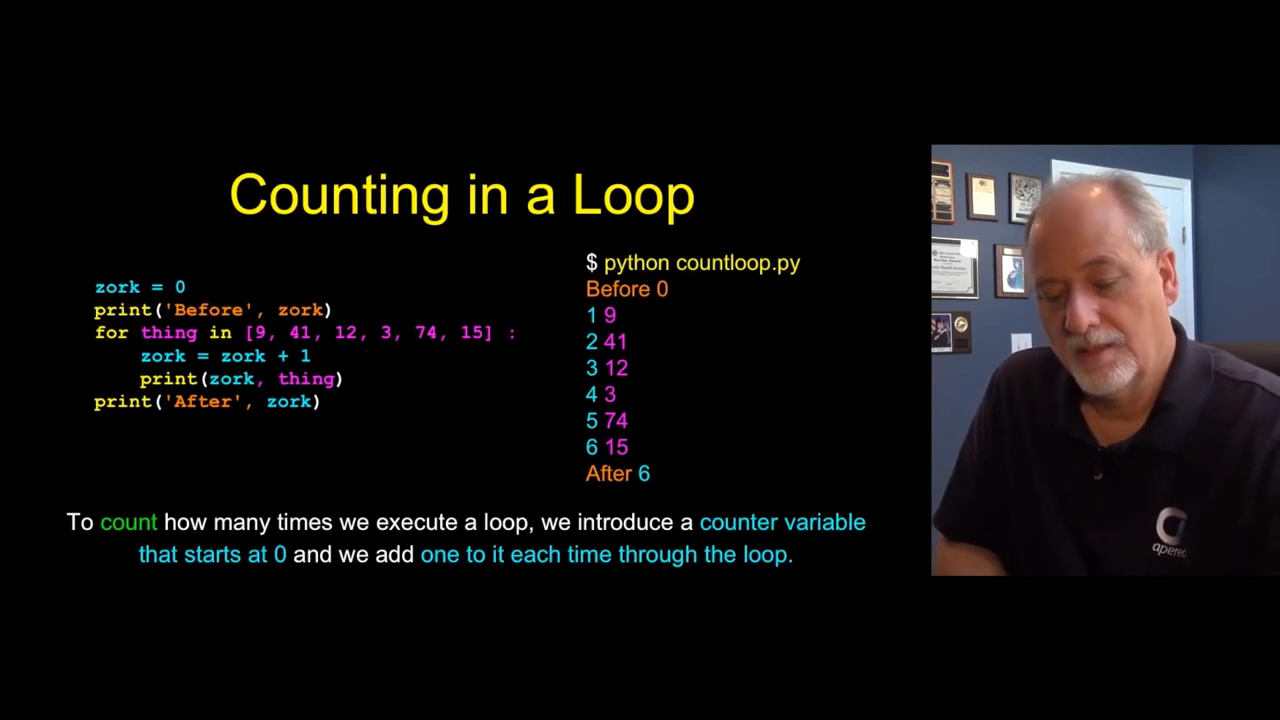 Counting in a Loop
zork = 0
print('Before', zork)
for thing in [9, 41, 12, 3, 74, 15] :
    zork = zork + 1
    print(zork, thing)
print('After', zork)
$ python countloop.py
Before 0
1 9
2 41
3 12
4 3
5 74
6 15
After 6
To count how many times we execute a loop, we introduce a counter variable
that starts at 0 and we add one to it each time through the loop.
apereo